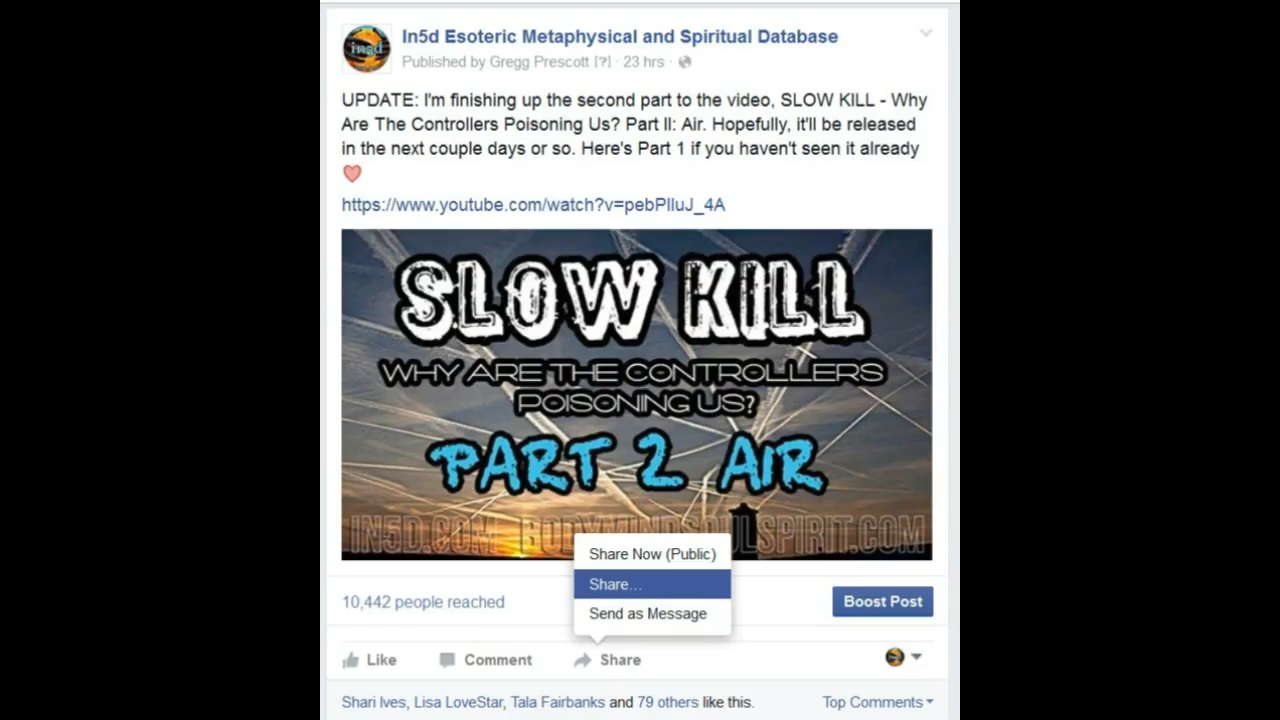 in5d
In5d Esoteric Metaphysical and Spiritual Database
Published by Gregg Prescott [?] · 23 hrs ·
UPDATE: I'm finishing up the second part to the video, SLOW KILL - Why
Are The Controllers Poisoning Us? Part II: Air. Hopefully, it'll be released
in the next couple days or so. Here's Part 1 if you haven't seen it already
https://www.youtube.com/watch?v=pebPlluJ_4A
SLOW KILL
WHY ARE THE CONTROLLERS
POISONING US?
PART 2 AIR
IN5D.COM BODYMINDSOULSPIRIT.COM
Share Now (Public)
Share...
Send as Message
10,442 people reached
Boost Post
Like Comment Share
Shari Ives, Lisa LoveStar, Tala Fairbanks and 79 others like this. Top Comments